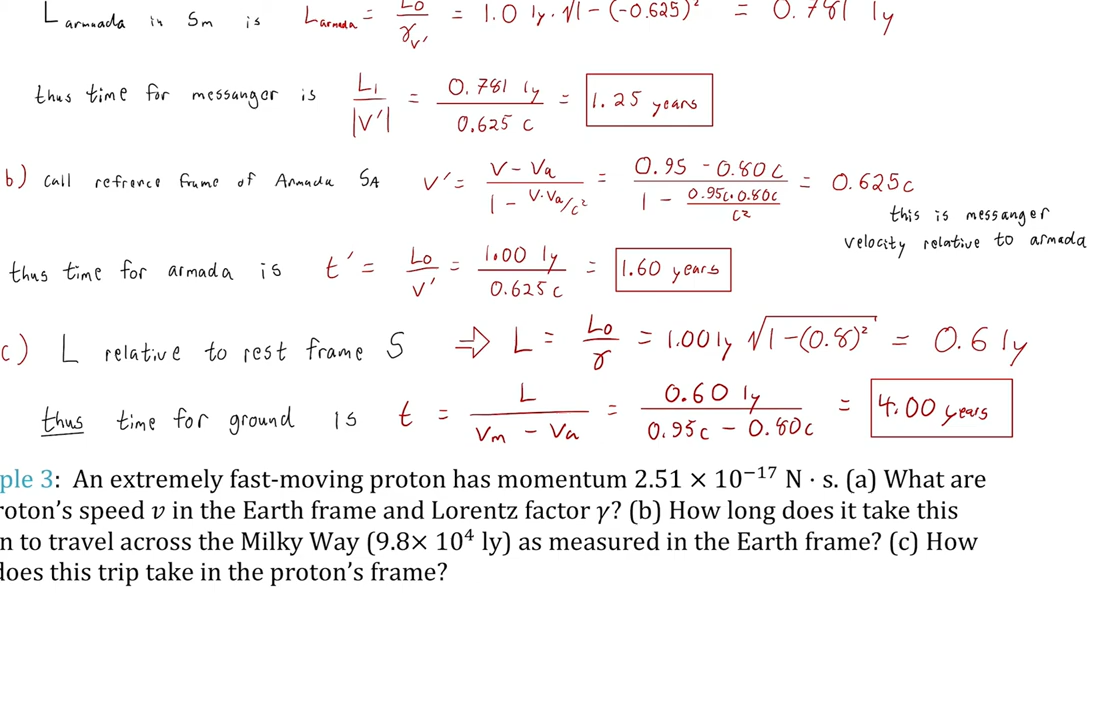 L armuada in Sm is L armada = Lo/γv' = 1.0 ly. √1-(-0.625)² = 0.781 ly
thus time for messanger is L1/|V'| = 0.781 ly/0.625 c = 1.25 years
b) call refrence frame of Armada SA V' = V - Va/1 - V·Va/c² = 0.95 - 0.80c/1 - 0.95c·0.80c/c² = 0.625c
this is messanger
velocity relative to armada
thus time for armada is t' = Lo/V' = 1.00 ly/0.625c = 1.60 years
c) L relative to rest frame S ⇒ L = Lo/γ = 1.00 ly √1-(0.8)² = 0.6 ly
thus time for ground is t = L/Vm - Va = 0.60 ly/0.95c - 0.80c = 4.00 years
ple 3: An extremely fast-moving proton has momentum 2.51 × 10⁻¹⁷ N · s. (a) What are
roton's speed v in the Earth frame and Lorentz factor γ? (b) How long does it take this
n to travel across the Milky Way (9.8× 10⁴ ly) as measured in the Earth frame? (c) How
does this trip take in the proton's frame?